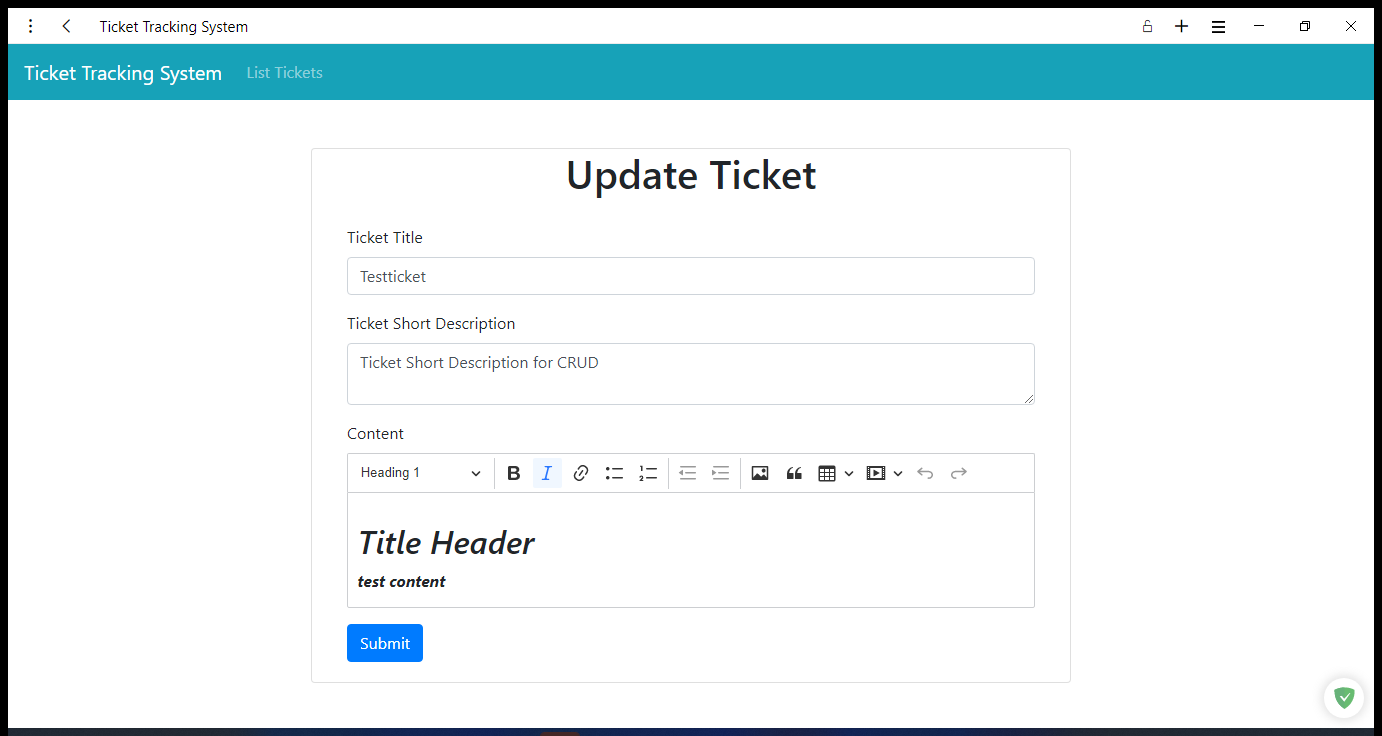 Ticket Tracking System
Ticket Tracking System List Tickets
Update Ticket
Ticket Title
Testticket
Ticket Short Description
Ticket Short Description for CRUD
Content
Heading 1 B I
Title Header
test content
Submit